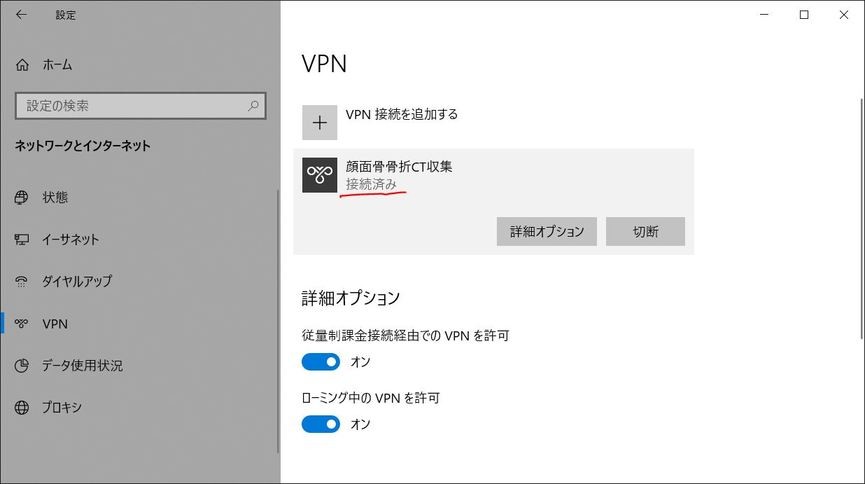 設定
ホーム
設定の検索
ネットワークとインターネット
状態
イーサネット
ダイヤルアップ
VPN
データ使用状況
プロキシ
VPN
VPN 接続を追加する
顔面骨骨折CT収集
接続済み
詳細オプション
切断
詳細オプション
従量制課金接続経由での VPN を許可
オン
ローミング中の VPN を許可
オン